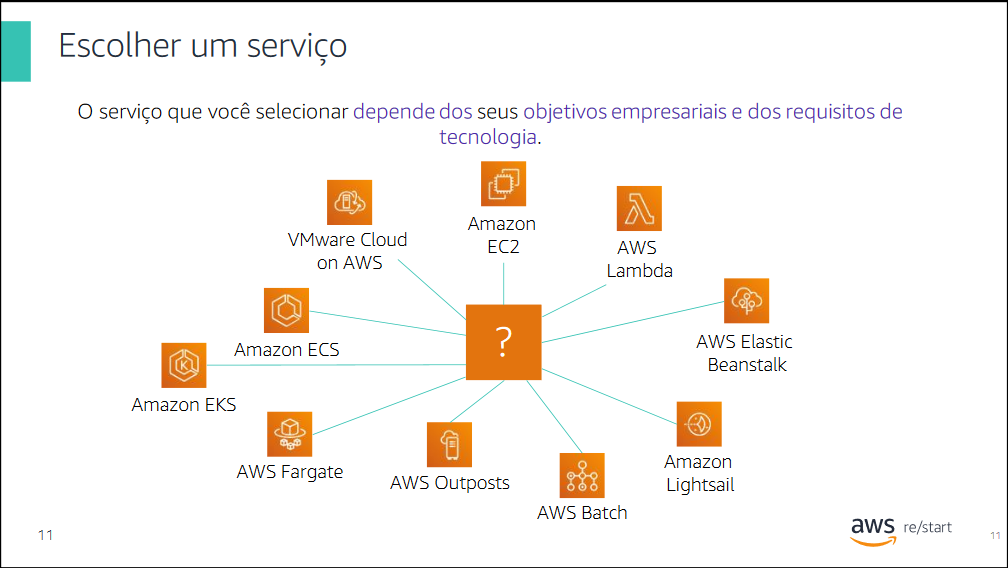 Escolher um serviço
O serviço que você selecionar depende dos seus objetivos empresariais e dos requisitos de
tecnologia.
Amazon
EC2
VMware Cloud
on AWS
AWS
Lambda
Amazon ECS
?
AWS Elastic
Beanstalk
K
Amazon EKS
AWS Fargate
AWS Outposts
Amazon
Lightsail
AWS Batch
11
aws re/start
11